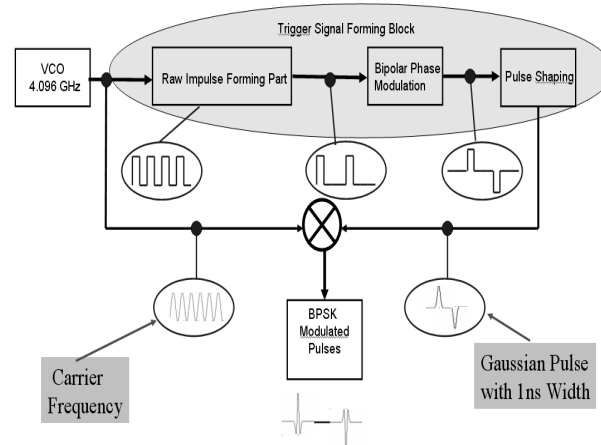 Trigger Signal Forming Block
VCO
4.096 GHz
Raw Impulse Forming Part
Bipolar Phase
Modulation
Pulse Shaping
BPSK
Modulated
Pulses
Carrier
Frequency
Gaussian Pulse
with 1ns Width